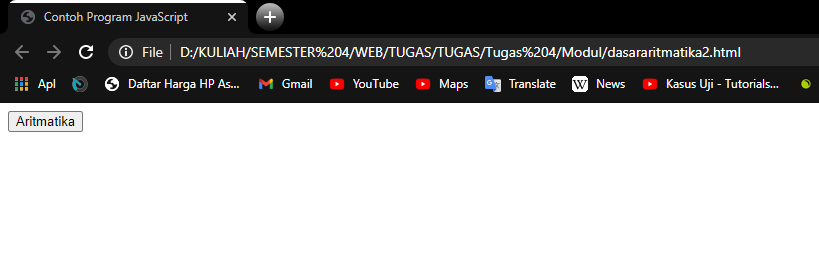 Contoh Program JavaScript
File D:/KULIAH/SEMESTER%204/WEB/TUGAS/TUGAS/Tugas%204/Modul/dasararitmatika2.html
Apl Daftar Harga HP As... Gmail YouTube Maps Translate W News Kasus Uji - Tutorials...
Aritmatika